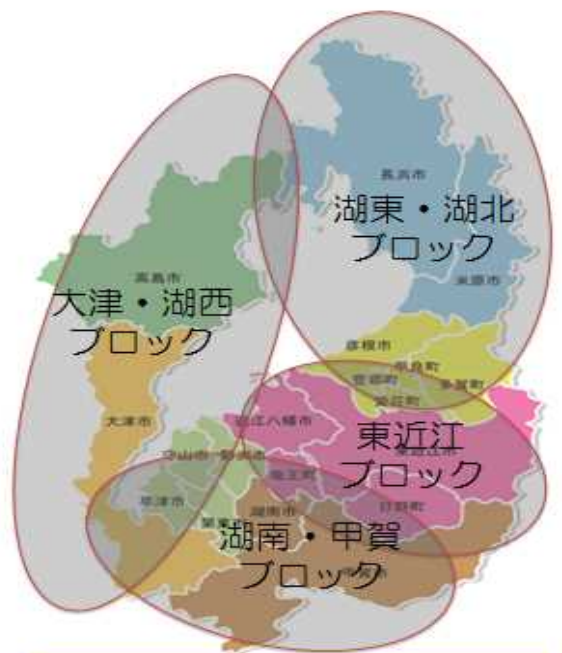 長浜市
湖東・湖北
ブロック
米原市
高島市
大津・湖西
ブロック
彦根市
甲良町
豊郷町
多賀町
愛荘町
大津市
近江八幡市
東近江
ブロック
東近江市
守山市
野洲市
竜王町
日野町
草津市
栗東市
湖南市
湖南・甲賀
ブロック
甲賀市